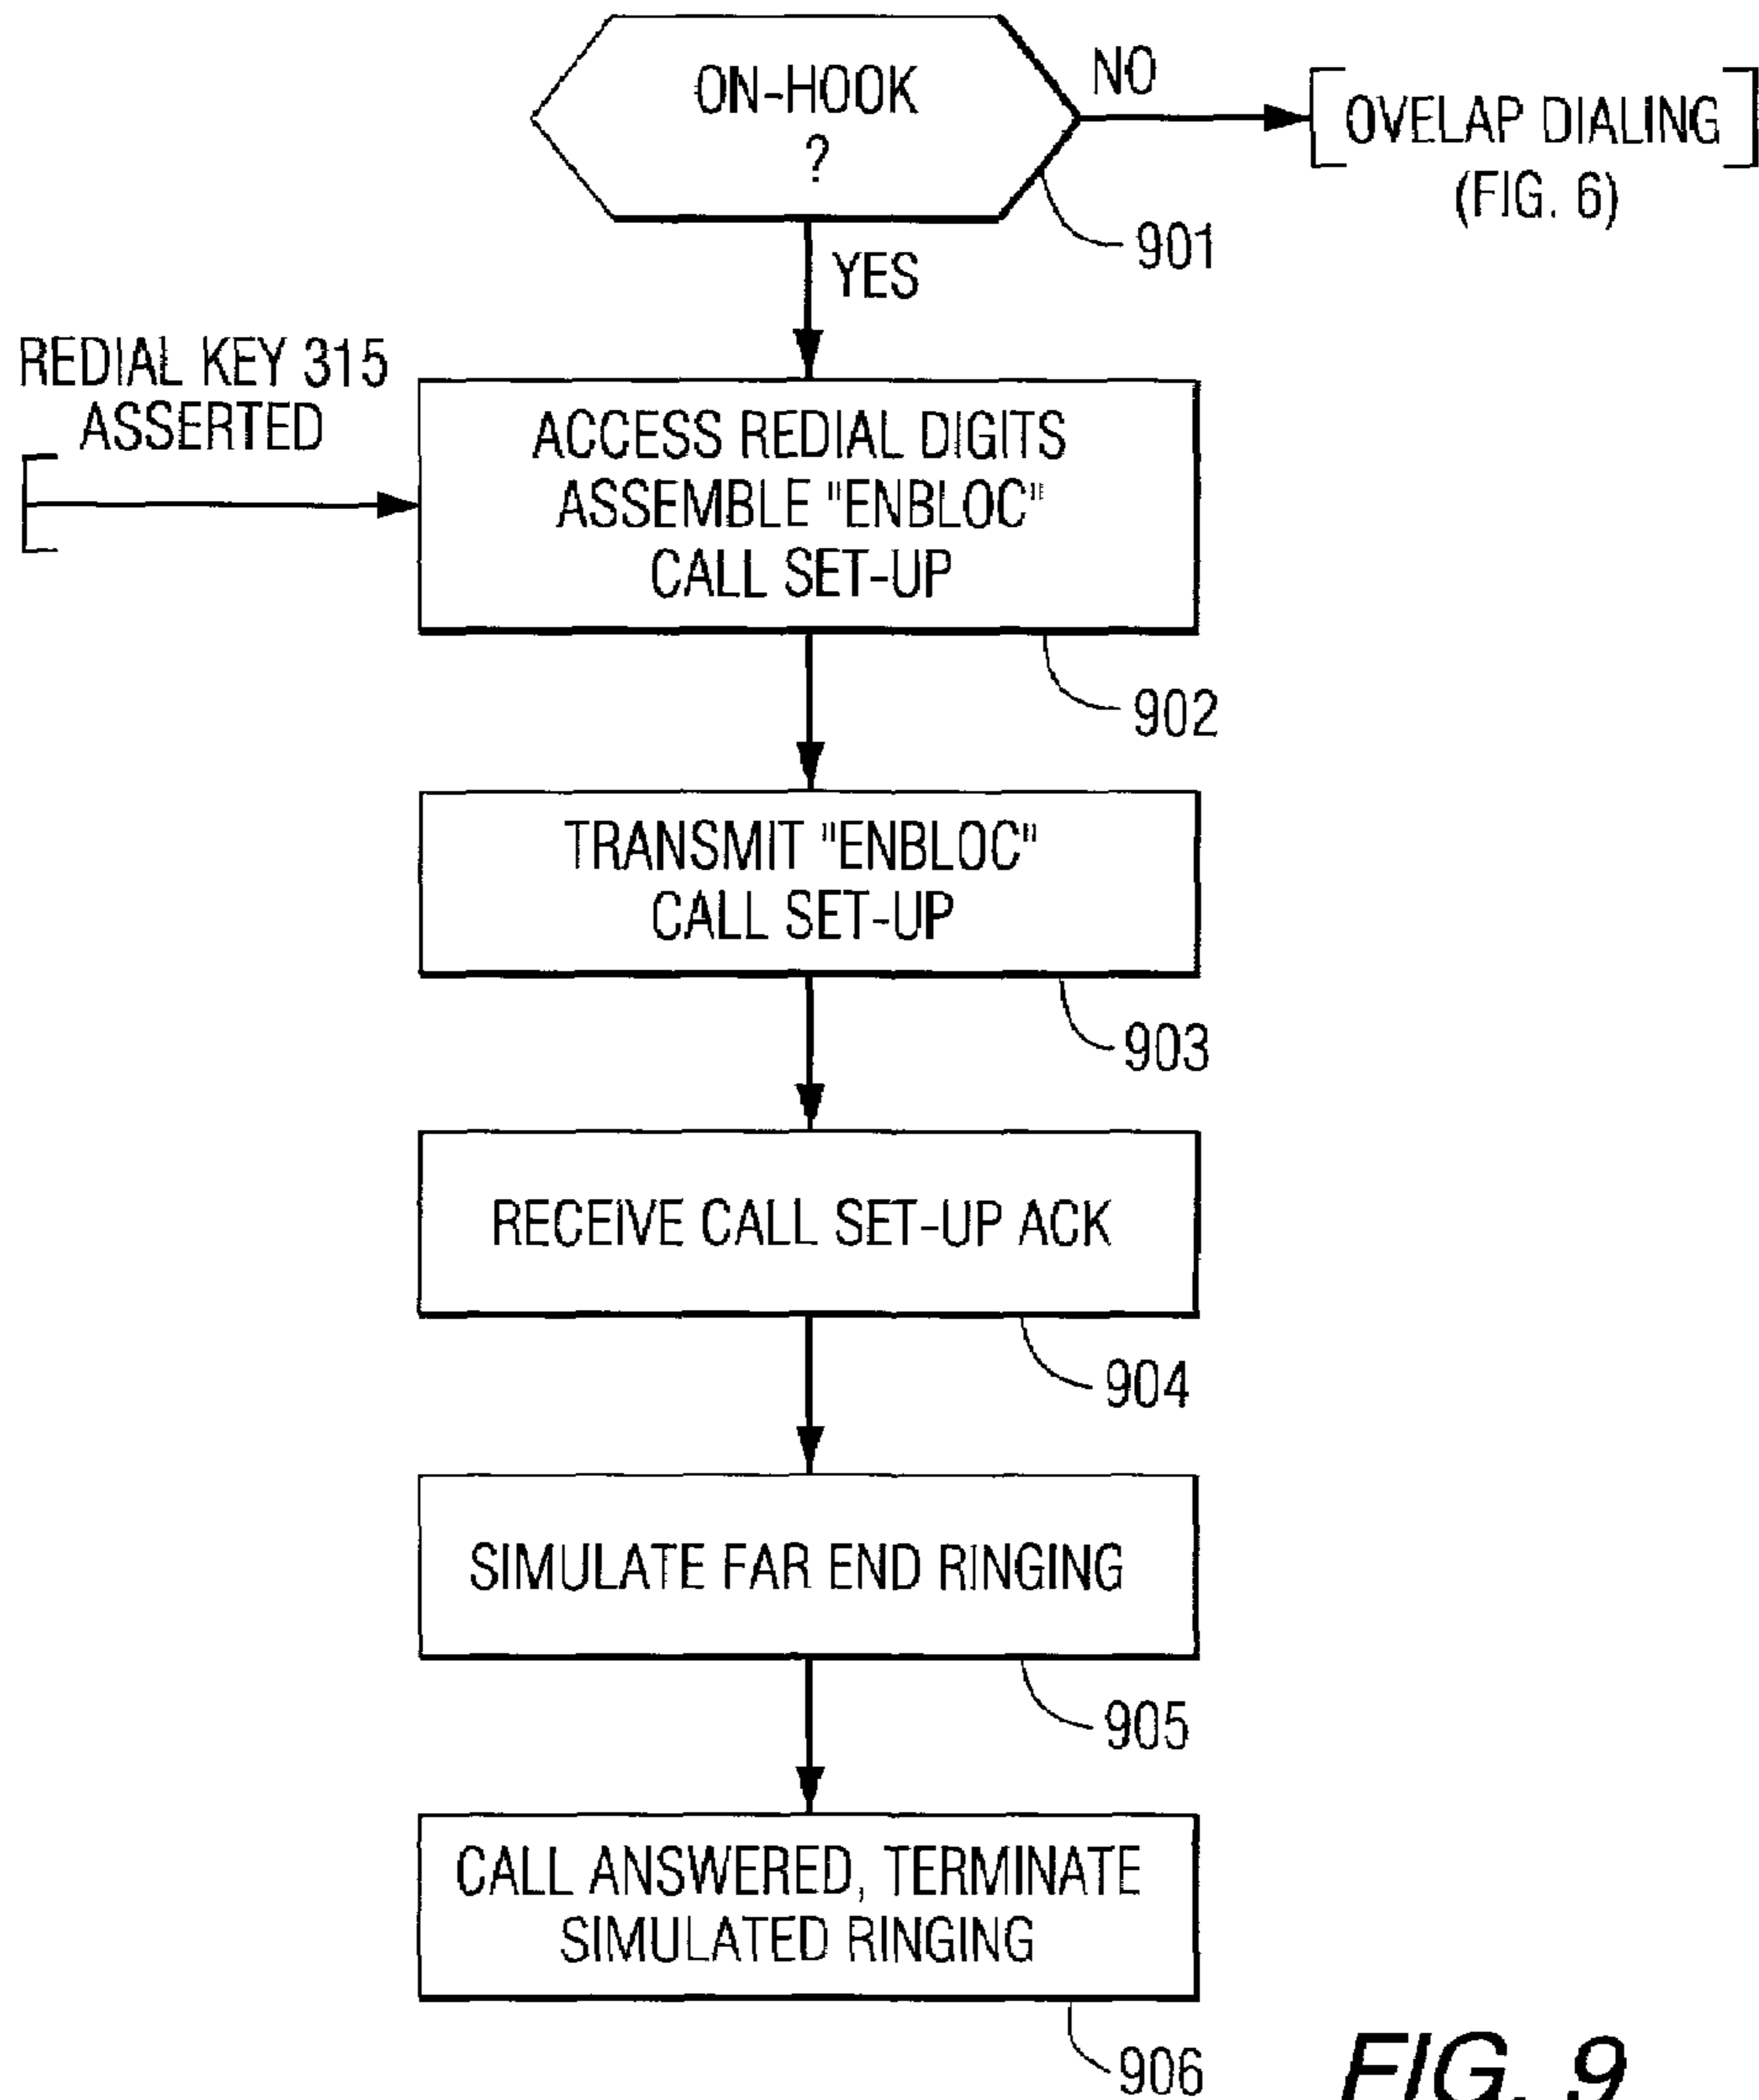 ON-HOOK
?
NO
OVELAP DIALING
(FIG. 6)
901
YES
REDIAL KEY 315
ASSERTED
ACCESS REDIAL DIGITS
ASSEMBLE "ENBLOC"
CALL SET-UP
902
TRANSMIT "ENBLOC"
CALL SET-UP
903
RECEIVE CALL SET-UP ACK
904
SIMULATE FAR END RINGING
905
CALL ANSWERED, TERMINATE
SIMULATED RINGING
906
FIG. 9